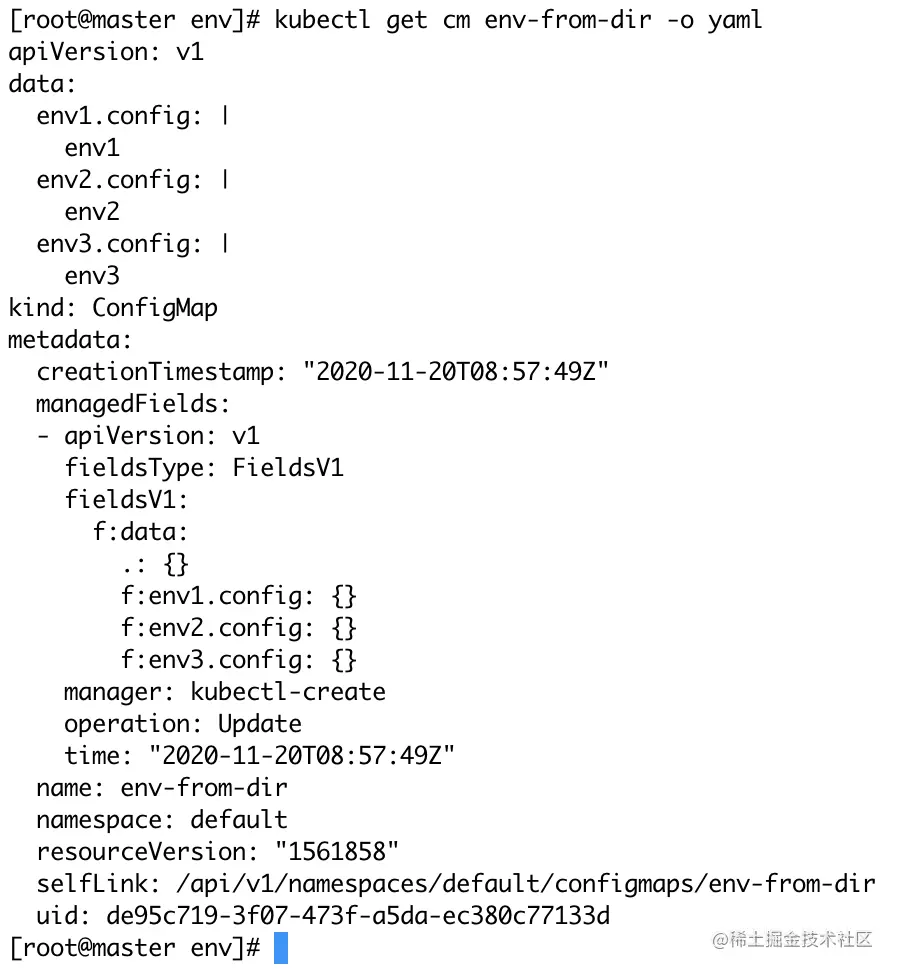 [root@master env]# kubectl get cm env-from-dir -o yaml
apiVersion: v1
data:
  env1.config: |
    env1
  env2.config: |
    env2
  env3.config: |
    env3
kind: ConfigMap
metadata:
  creationTimestamp: "2020-11-20T08:57:49Z"
  managedFields:
  - apiVersion: v1
    fieldsType: FieldsV1
    fieldsV1:
      f:data:
        .: {}
        f:env1.config: {}
        f:env2.config: {}
        f:env3.config: {}
    manager: kubectl-create
    operation: Update
    time: "2020-11-20T08:57:49Z"
  name: env-from-dir
  namespace: default
  resourceVersion: "1561858"
  selfLink: /api/v1/namespaces/default/configmaps/env-from-dir
  uid: de95c719-3f07-473f-a5da-ec380c77133d
[root@master env]#
@稀土掘金技术社区